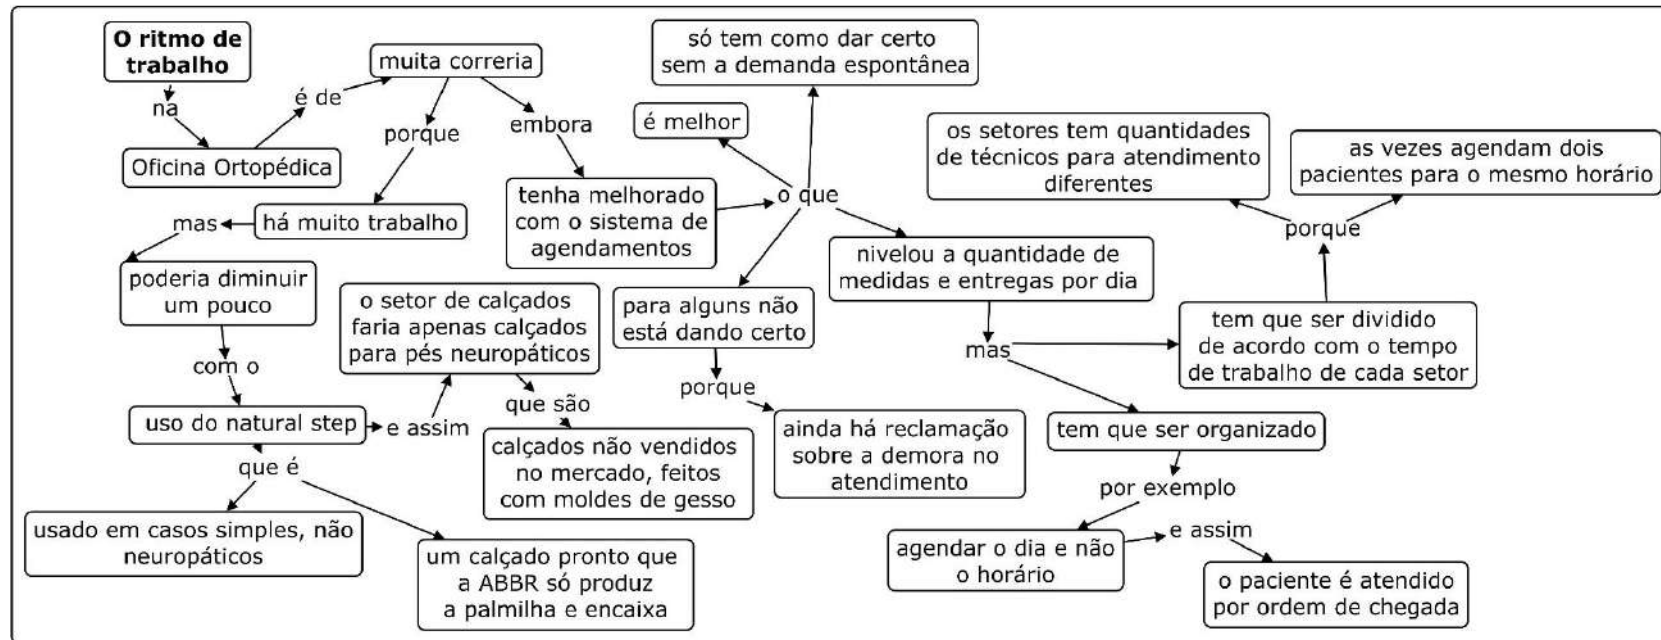 O ritmo de
trabalho
na
Oficina Ortopédica
é de
muita correria
porque
há muito trabalho
mas
poderia diminuir
um pouco
com o
uso do natural step
que é
usado em casos simples, não
neuropáticos
um calçado pronto que
a ABBR só produz
a palmilha e encaixa
e assim
o setor de calçados
faria apenas calçados
para pés neuropáticos
que são
calçados não vendidos
no mercado, feitos
com moldes de gesso
embora
tenha melhorado
com o sistema de
agendamentos
o que
é melhor
só tem como dar certo
sem a demanda espontânea
para alguns não
está dando certo
porque
ainda há reclamação
sobre a demora no
atendimento
nivelou a quantidade de
medidas e entregas por dia
mas
tem que ser dividido
de acordo com o tempo
de trabalho de cada setor
porque
os setores tem quantidades
de técnicos para atendimento
diferentes
as vezes agendam dois
pacientes para o mesmo horário
tem que ser organizado
por exemplo
agendar o dia e não
o horário
e assim
o paciente é atendido
por ordem de chegada